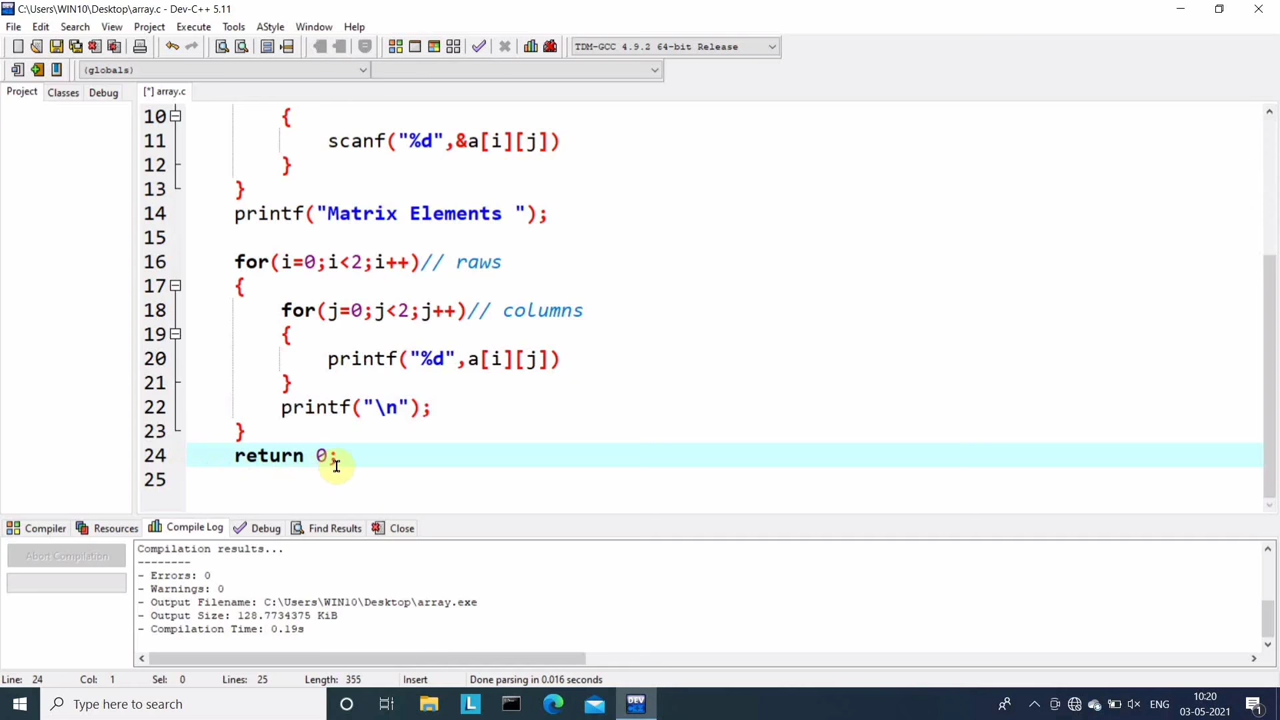 C:\Users\WIN10\Desktop\array.c - Dev-C++ 5.11
File Edit Search View Project Execute Tools AStyle Window Help
TDM-GCC 4.9.2 64-bit Release
(globals)
Project Classes Debug [*] array.c
10 {
11 scanf("%d",&a[i][j])
12 }
13 }
14 printf("Matrix Elements ");
15
16 for(i=0;i<2;i++)// raws
17 {
18 for(j=0;j<2;j++)// columns
19 {
20 printf("%d",a[i][j])
21 }
22 printf("\n");
23 }
24 return 0;
25
Compiler Resources Compile Log Debug Find Results Close
Abort Compilation
Compilation results...
--------
- Errors: 0
- Warnings: 0
- Output Filename: C:\Users\WIN10\Desktop\array.exe
- Output Size: 128.7734375 KiB
- Compilation Time: 0.19s
Line: 24 Col: 1 Sel: 0 Lines: 25 Length: 355 Insert Done parsing in 0.016 seconds
Type here to search
ENG
10:20
03-05-2021
1